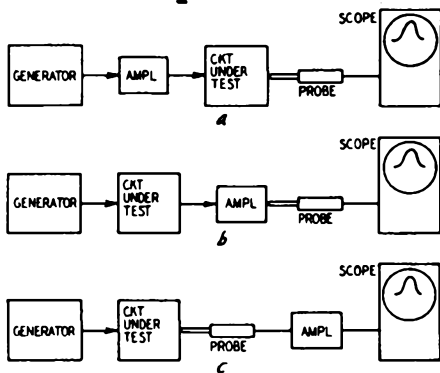 SCOPE
GENERATOR
AMPL
CKT
UNDER
TEST
PROBE
a
SCOPE
GENERATOR
CKT
UNDER
TEST
AMPL
PROBE
b
SCOPE
GENERATOR
CKT
UNDER
TEST
PROBE
AMPL
c